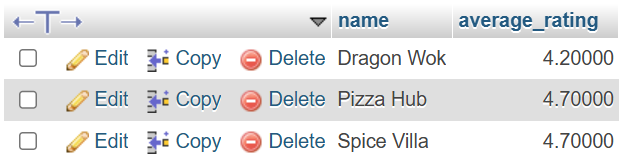 name average_rating
Edit Copy Delete Dragon Wok 4.20000
Edit Copy Delete Pizza Hub 4.70000
Edit Copy Delete Spice Villa 4.70000